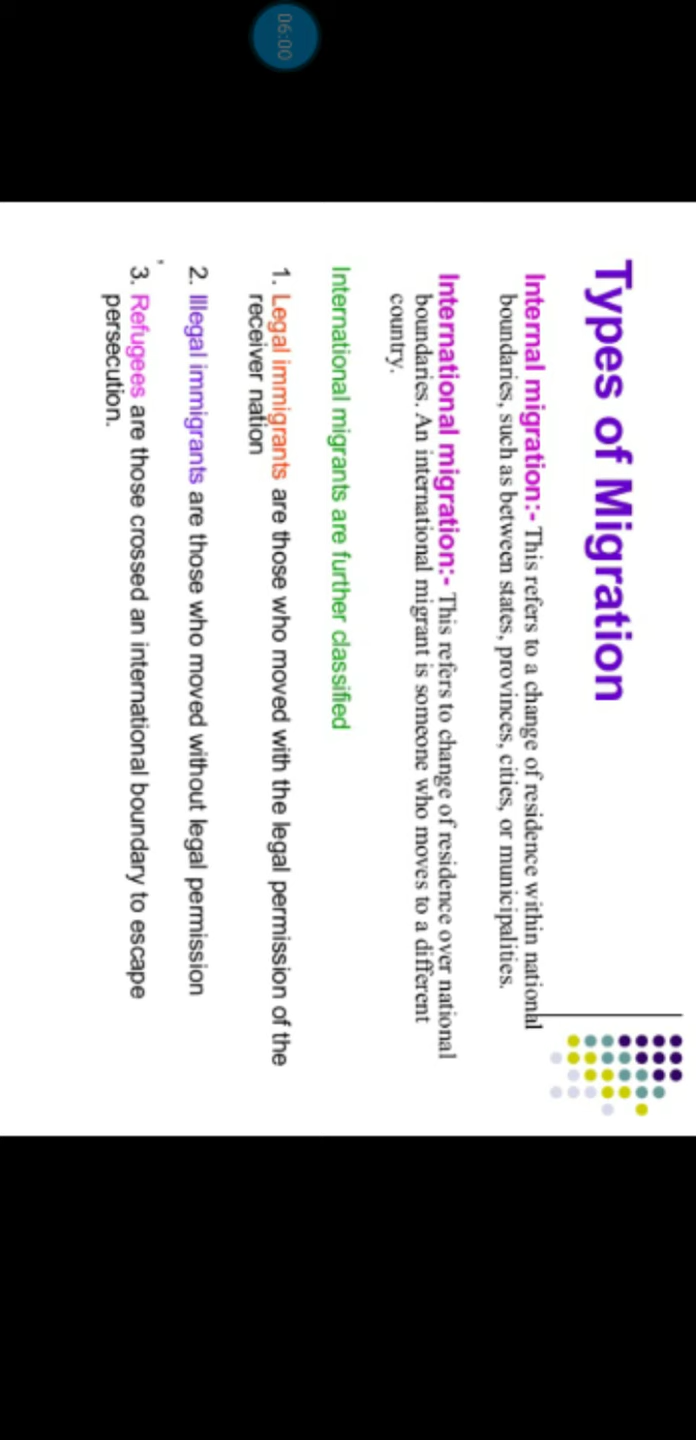 06:00
Types of Migration
Internal migration:- This refers to a change of residence within national
boundaries, such as between states, provinces, cities, or municipalities.
International migration:- This refers to change of residence over national
boundaries. An international migrant is someone who moves to a different
country.
International migrants are further classified
1. Legal immigrants are those who moved with the legal permission of the
receiver nation
2. Illegal immigrants are those who moved without legal permission
,
3. Refugees are those crossed an international boundary to escape
persecution.